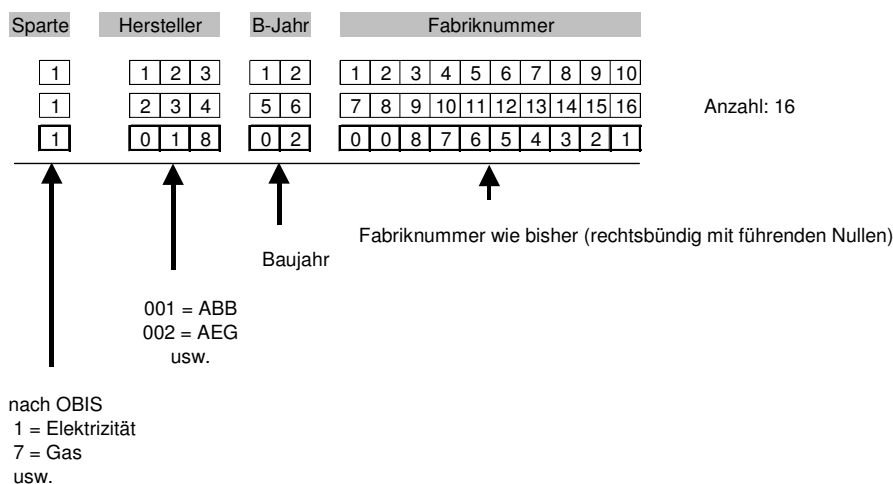 Sparte Hersteller B-Jahr Fabriknummer
1 1 2 3 1 2 1 2 3 4 5 6 7 8 9 10
1 2 3 4 5 6 7 8 9 10 11 12 13 14 15 16 Anzahl: 16
1 0 1 8 0 2 0 0 8 7 6 5 4 3 2 1
Fabriknummer wie bisher (rechtsbündig mit führenden Nullen)
Baujahr
001 = ABB
002 = AEG
usw.
nach OBIS
1 = Elektrizität
7 = Gas
usw.